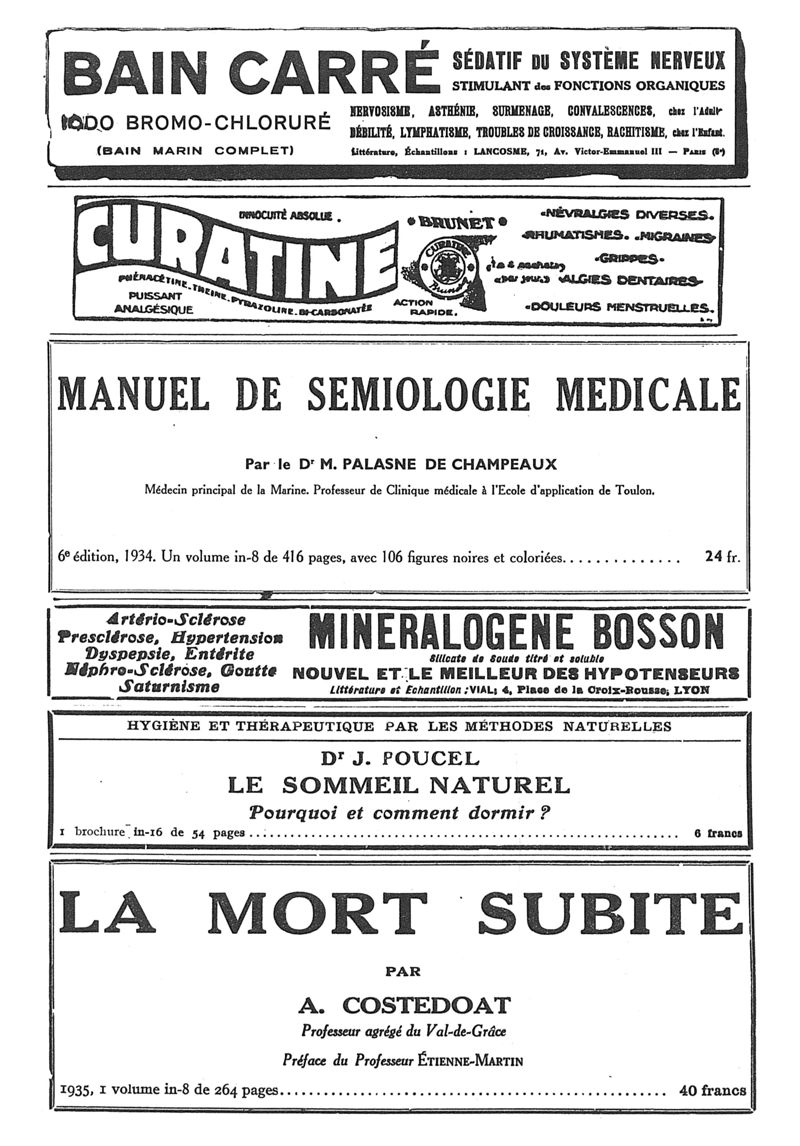 BAIN CARRÉ
IODO BROMO-CHLORURÉ
(BAIN MARIN COMPLET)
SÉDATIF DU SYSTÈME NERVEUX
STIMULANT des FONCTIONS ORGANIQUES
NERVOSISME, ASTHÉNIE, SURMENAGE, CONVALESCENCES, chez l'Adulte
DÉBILITÉ, LYMPHATISME, TROUBLES DE CROISSANCE, RACHITISME, chez l'Enfant.
Littérature, Échantillons : LANCOSME, 71, Av. Victor-Emmanuel III — PARIS (8e)
INNOCUITÉ ABSOLUE.
CURATINE
PHÉNACÉTINE. THEINE. PYRAZOLINE. BI-CARBONATÉE
PUISSANT
ANALGÉSIQUE
BRUNET
CURATINE
Brunet
ACTION
RAPIDE.
NÉVRALGIES DIVERSES.
RHUMATISMES. MIGRAINES
GRIPPES
ALGIES DENTAIRES
DOULEURS MENSTRUELLES.
(par jour)
MANUEL DE SEMIOLOGIE MEDICALE
Par le Dr M. PALASNE DE CHAMPEAUX
Médecin principal de la Marine. Professeur de Clinique médicale à l'Ecole d'application de Toulon.
6e édition, 1934. Un volume in-8 de 416 pages, avec 106 figures noires et coloriées.............. 24 fr.
Artério-Sclérose
Presclérose, Hypertension
Dyspepsie, Entérite
Néphro-Sclérose, Goutte
Saturnisme
MINERALOGENE BOSSON
Silicate de Soude titré et soluble
NOUVEL ET LE MEILLEUR DES HYPOTENSEURS
Littérature et Echantillon : VIAL; 4, Place de la Croix-Rousse, LYON
HYGIÈNE ET THÉRAPEUTIQUE PAR LES MÉTHODES NATURELLES
Dr J. POUCEL
LE SOMMEIL NATUREL
Pourquoi et comment dormir ?
1 brochure in-16 de 54 pages........................................ 6 francs
LA MORT SUBITE
PAR
A. COSTEDOAT
Professeur agrégé du Val-de-Grâce
Préface du Professeur ÉTIENNE-MARTIN
1935, 1 volume in-8 de 264 pages........................................ 40 francs